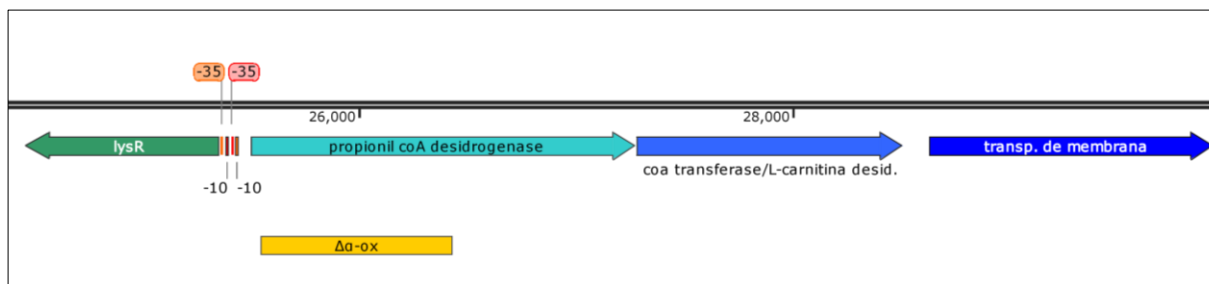 -35 -35
26,000 28,000
lysR propionil coA desidrogenase transp. de membrana
coa transferase/L-carnitina desid.
-10 -10
Δα-ox